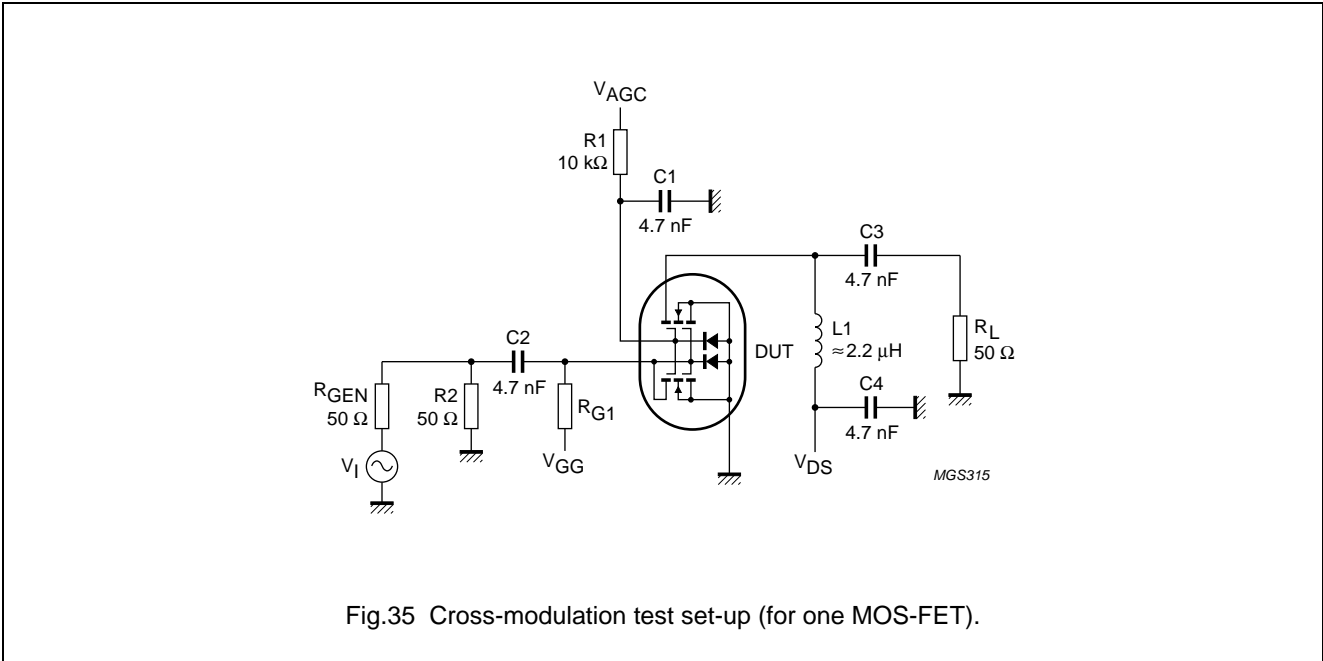 VAGC
R1
10 kΩ
C1
4.7 nF
C3
4.7 nF
L1
≈2.2 μH
RL
50 Ω
DUT
C2
4.7 nF
RGEN
50 Ω
R2
50 Ω
RG1
VI
VGG
C4
4.7 nF
VDS
MGS315
Fig.35 Cross-modulation test set-up (for one MOS-FET).